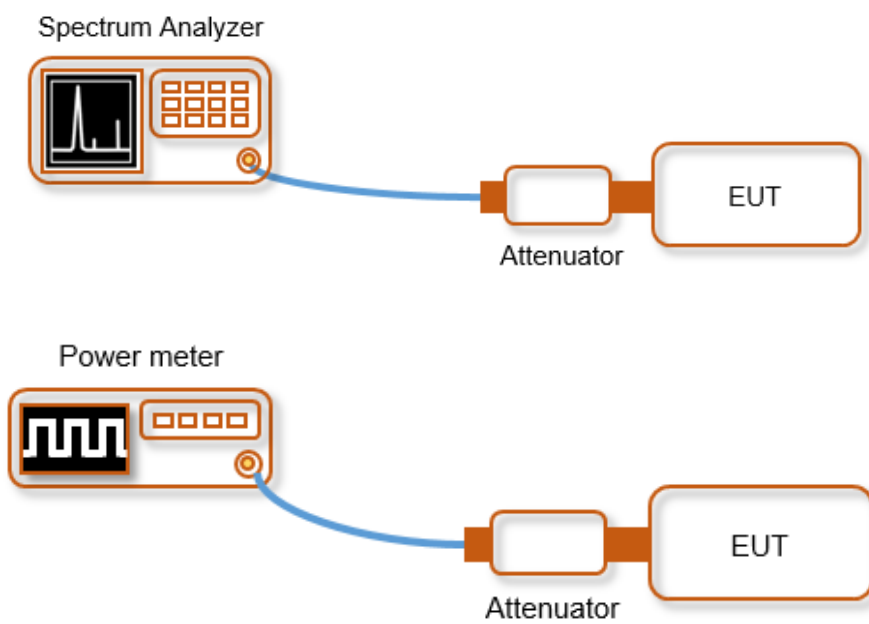 Spectrum Analyzer
EUT
Attenuator
Power meter
EUT
Attenuator